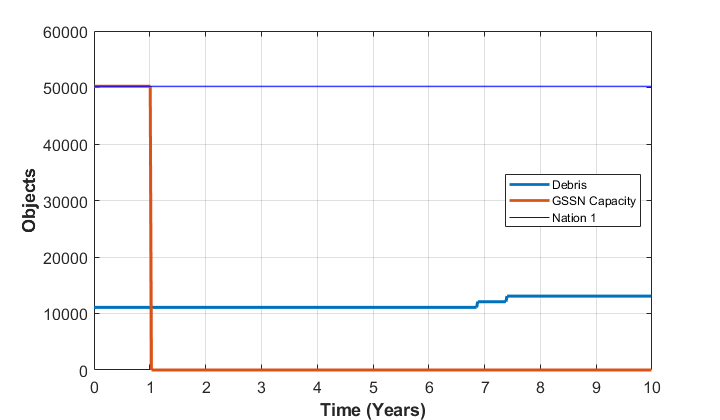 60000
50000
40000
30000
20000
10000
0
Objects
Debris
GSSN Capacity
Nation 1
0 1 2 3 4 5 6 7 8 9 10
Time (Years)